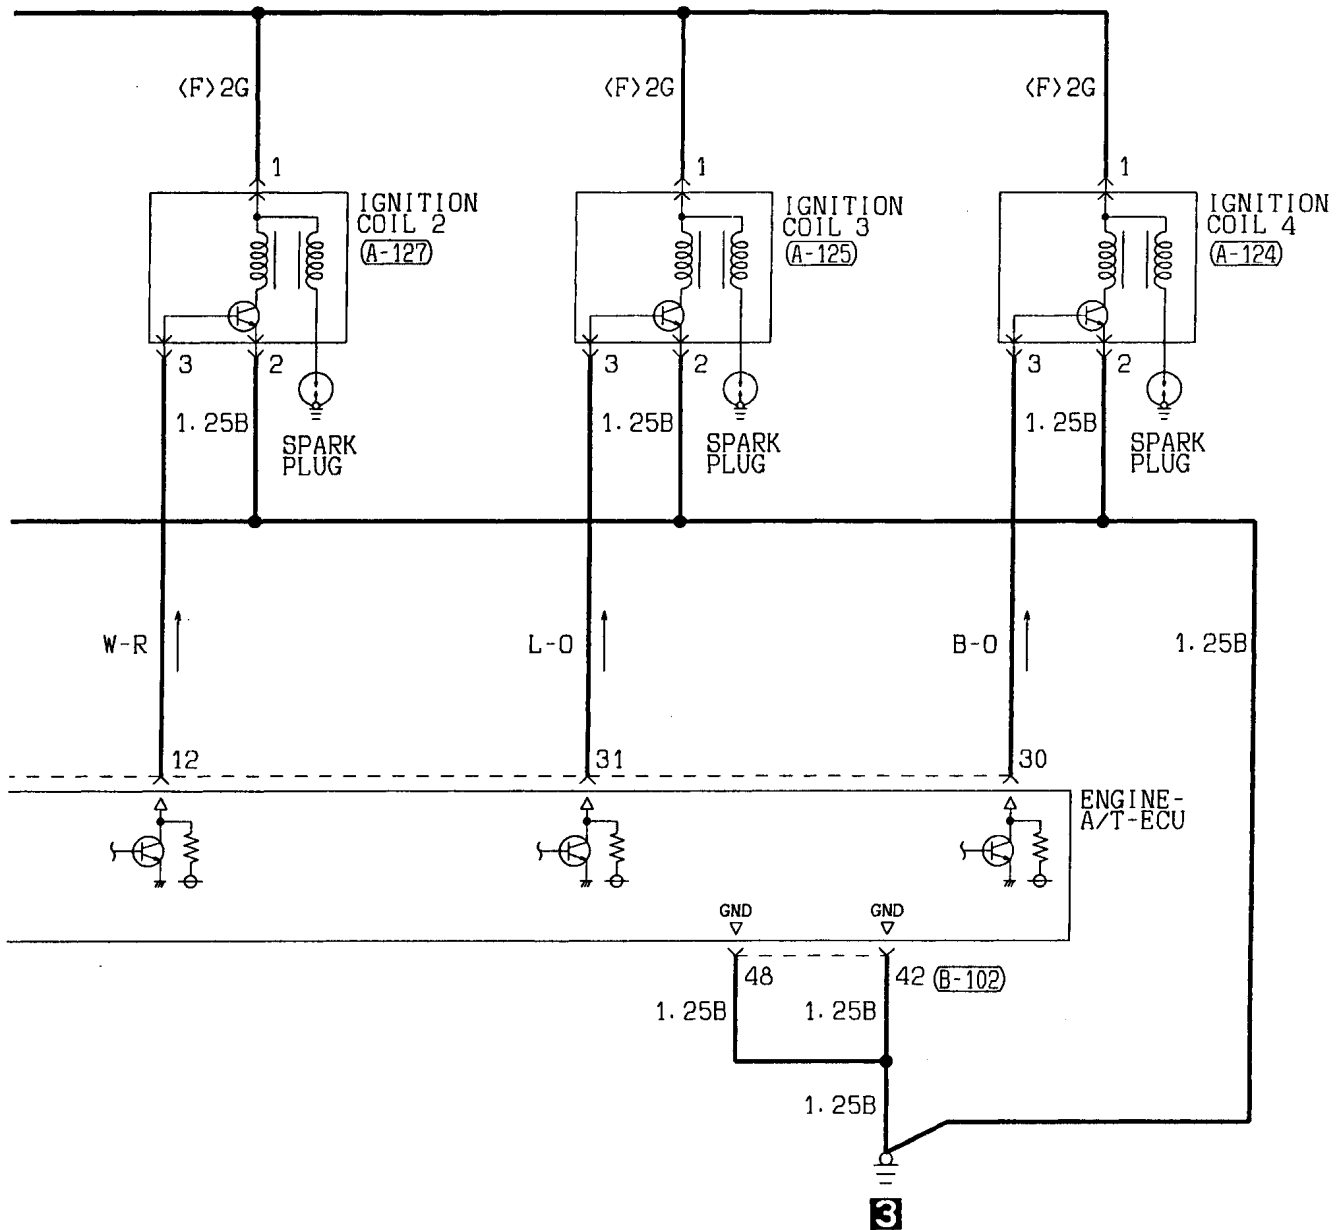 <F>2G
<F>2G
<F>2G
1
1
1
IGNITION
COIL 2
A-127
IGNITION
COIL 3
A-125
IGNITION
COIL 4
A-124
3
2
3
2
3
2
1.25B
1.25B
1.25B
SPARK
PLUG
SPARK
PLUG
SPARK
PLUG
W-R
L-O
B-O
1.25B
12
31
30
ENGINE-
A/T-ECU
GND
GND
48
42
B-102
1.25B
1.25B
1.25B
3